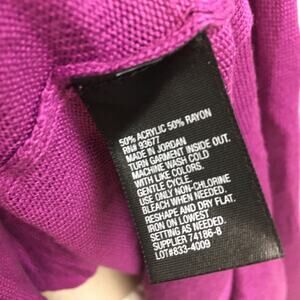 50% ACRYLIC 50% RAYON
RN# 93677
MADE IN JORDAN
TURN GARMENT INSIDE OUT.
MACHINE WASH COLD
WITH LIKE COLORS.
GENTLE CYCLE.
USE ONLY NON-CHLORINE
BLEACH WHEN NEEDED.
RESHAPE AND DRY FLAT.
IRON ON LOWEST
SETTING AS NEEDED.
SUPPLIER 74186-8
LOT#833-4009